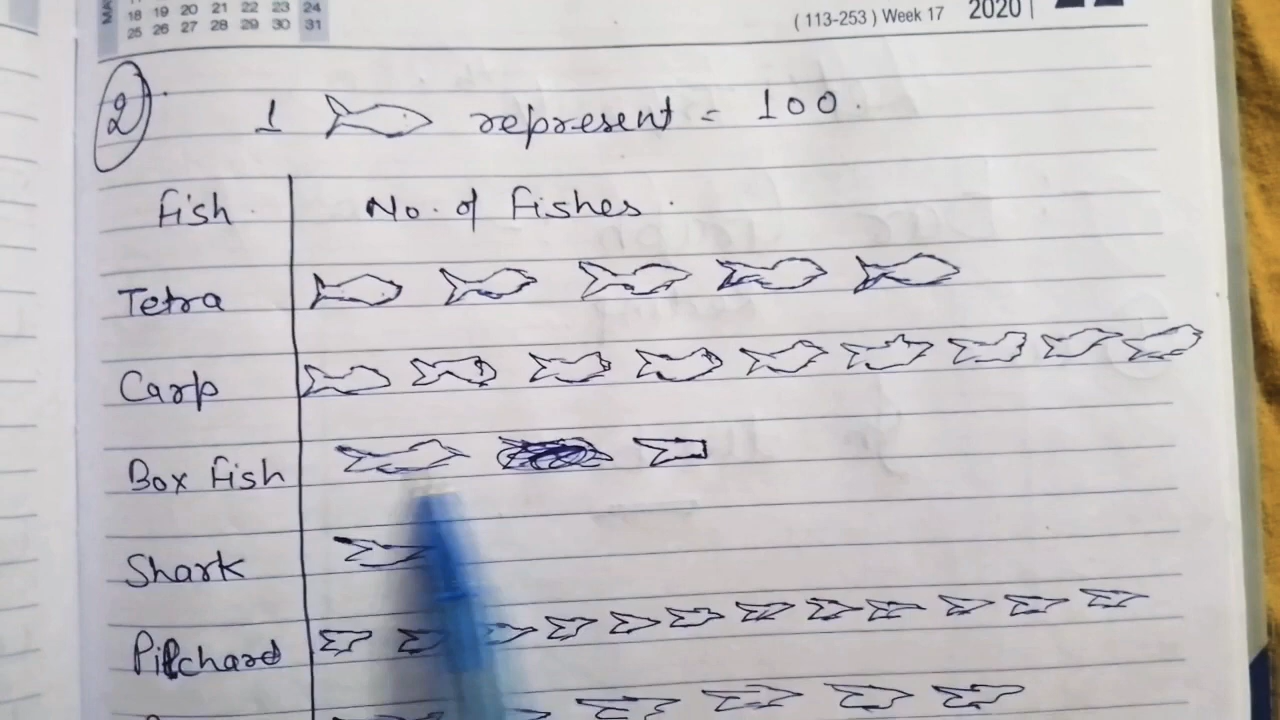 18 19 20 21 22 23 24
25 26 27 28 29 30 31
(113-253) Week 17 2020
2
1 represent = 100.
Fish No. of Fishes.
Tetra
Carp
Box Fish
Shark
Pilchard